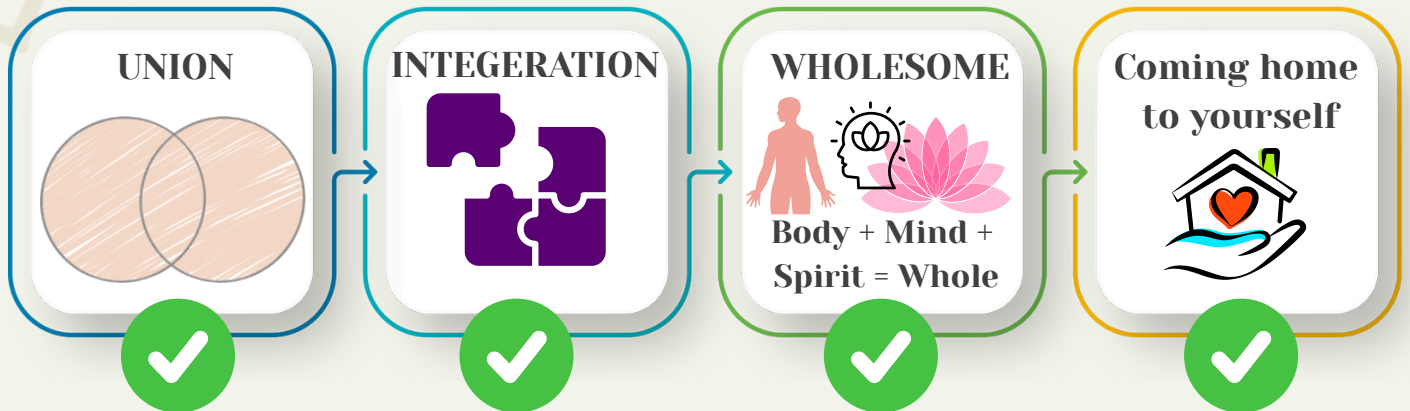 UNION
INTEGERATION
WHOLESOME
Body + Mind +
Spirit = Whole
Coming home
to yourself